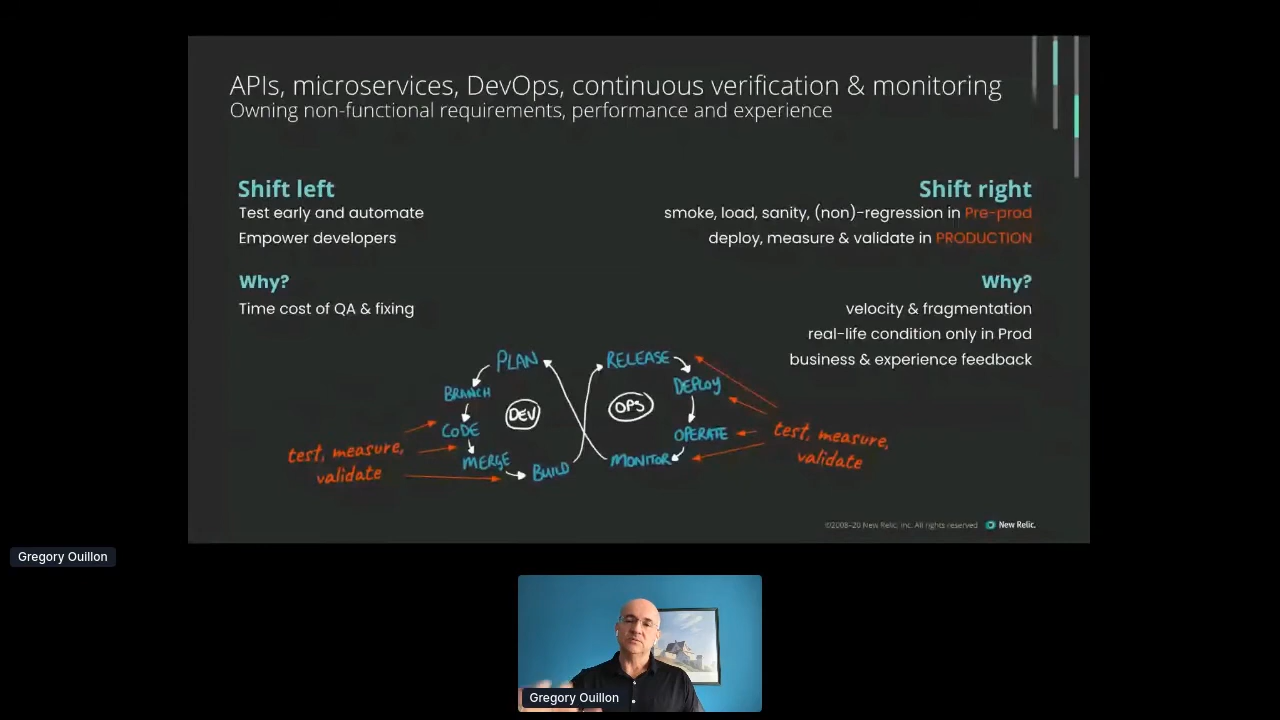 APIs, microservices, DevOps, continuous verification & monitoring
Owning non-functional requirements, performance and experience
Shift left
Test early and automate
Empower developers
Why?
Time cost of QA & fixing
Shift right
smoke, load, sanity, (non)-regression in Pre-prod
deploy, measure & validate in PRODUCTION
Why?
velocity & fragmentation
real-life condition only in Prod
business & experience feedback
PLAN
BRANCH
CODE
MERGE
BUILD
DEV
RELEASE
DEPLOY
OPERATE
MONITOR
OPS
test, measure,
validate
test, measure,
validate
©2008–20 New Relic, Inc. All rights reserved
New Relic.
Gregory Ouillon
Gregory Ouillon